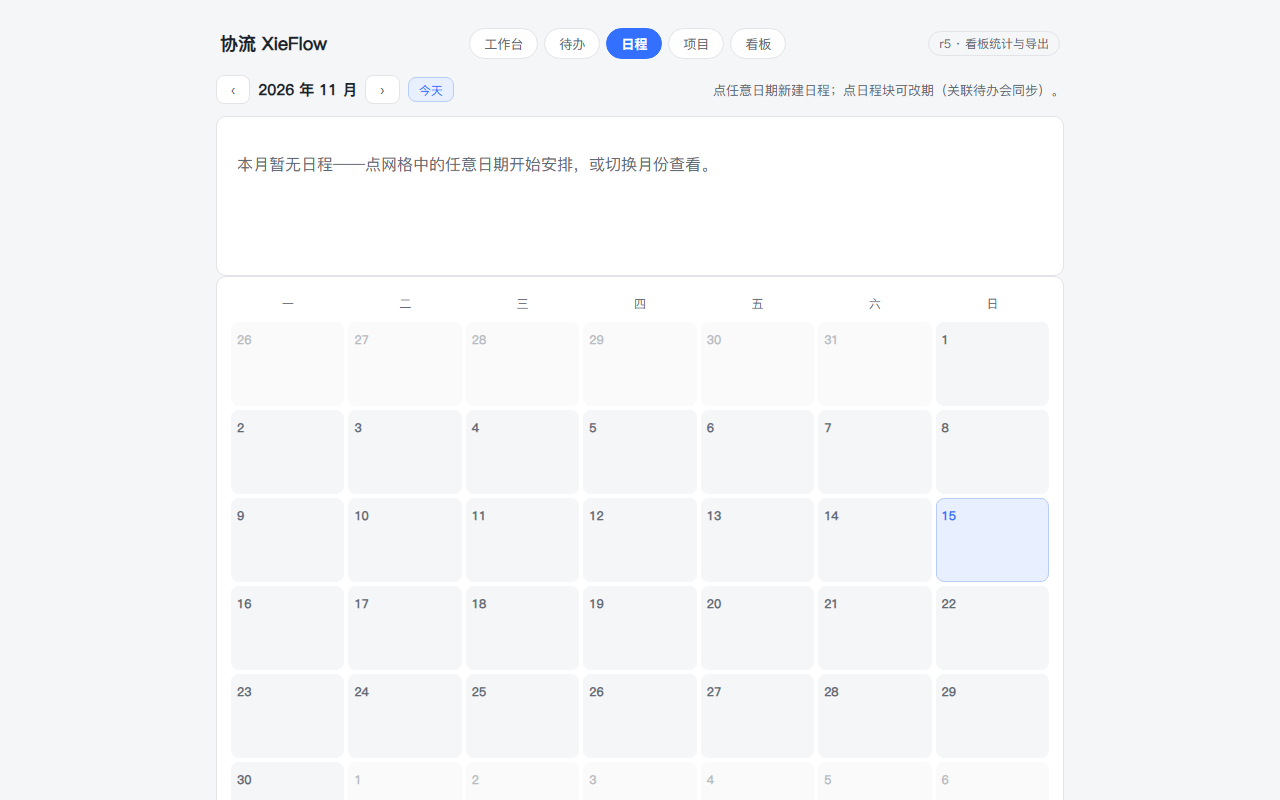 协流 XieFlow
工作台 待办 日程 项目 看板
r5 · 看板统计与导出
‹ 2026 年 11 月 › 今天
点任意日期新建日程；点日程块可改期（关联待办会同步）。
本月暂无日程——点网格中的任意日期开始安排，或切换月份查看。
一 二 三 四 五 六 日
26 27 28 29 30 31 1
2 3 4 5 6 7 8
9 10 11 12 13 14 15
16 17 18 19 20 21 22
23 24 25 26 27 28 29
30 1 2 3 4 5 6